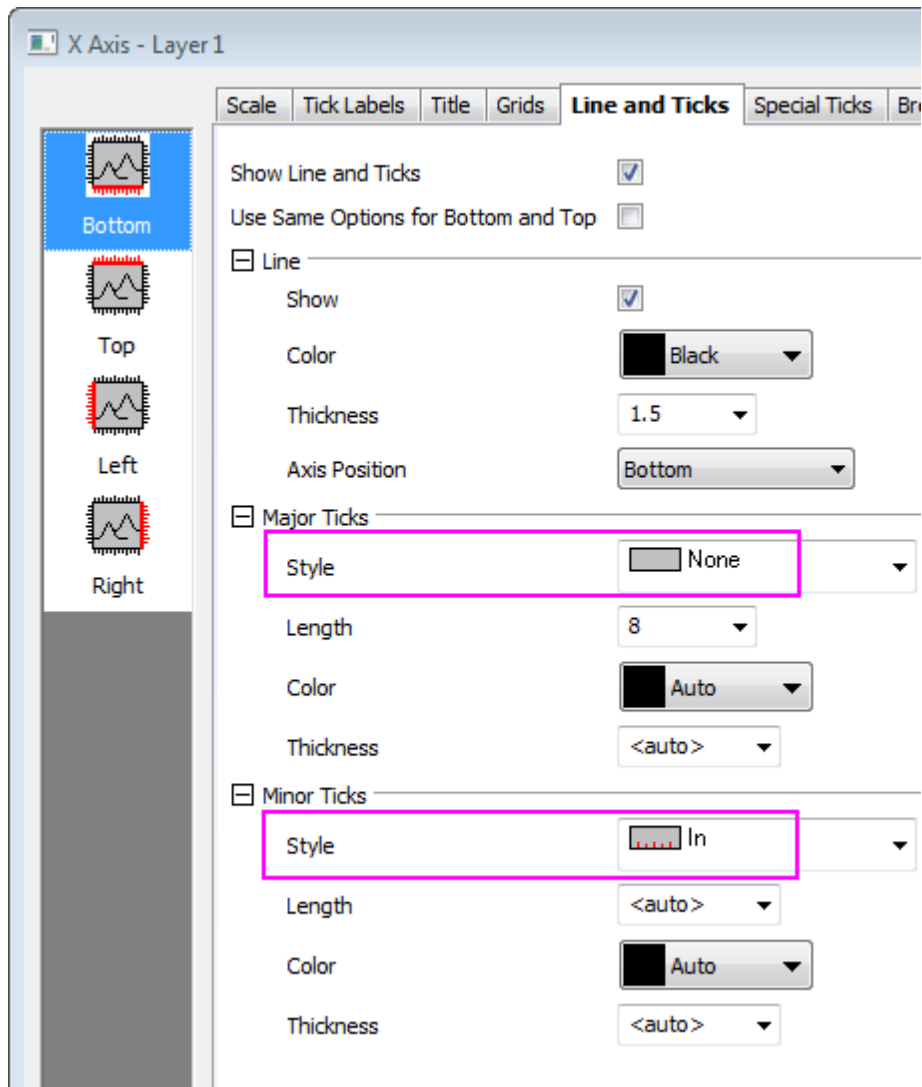 X Axis - Layer 1
Scale Tick Labels Title Grids Line and Ticks Special Ticks Br
Bottom
Top
Left
Right
Show Line and Ticks
Use Same Options for Bottom and Top
Line
Show
Color Black
Thickness 1.5
Axis Position Bottom
Major Ticks
Style None
Length 8
Color Auto
Thickness <auto>
Minor Ticks
Style In
Length <auto>
Color Auto
Thickness <auto>